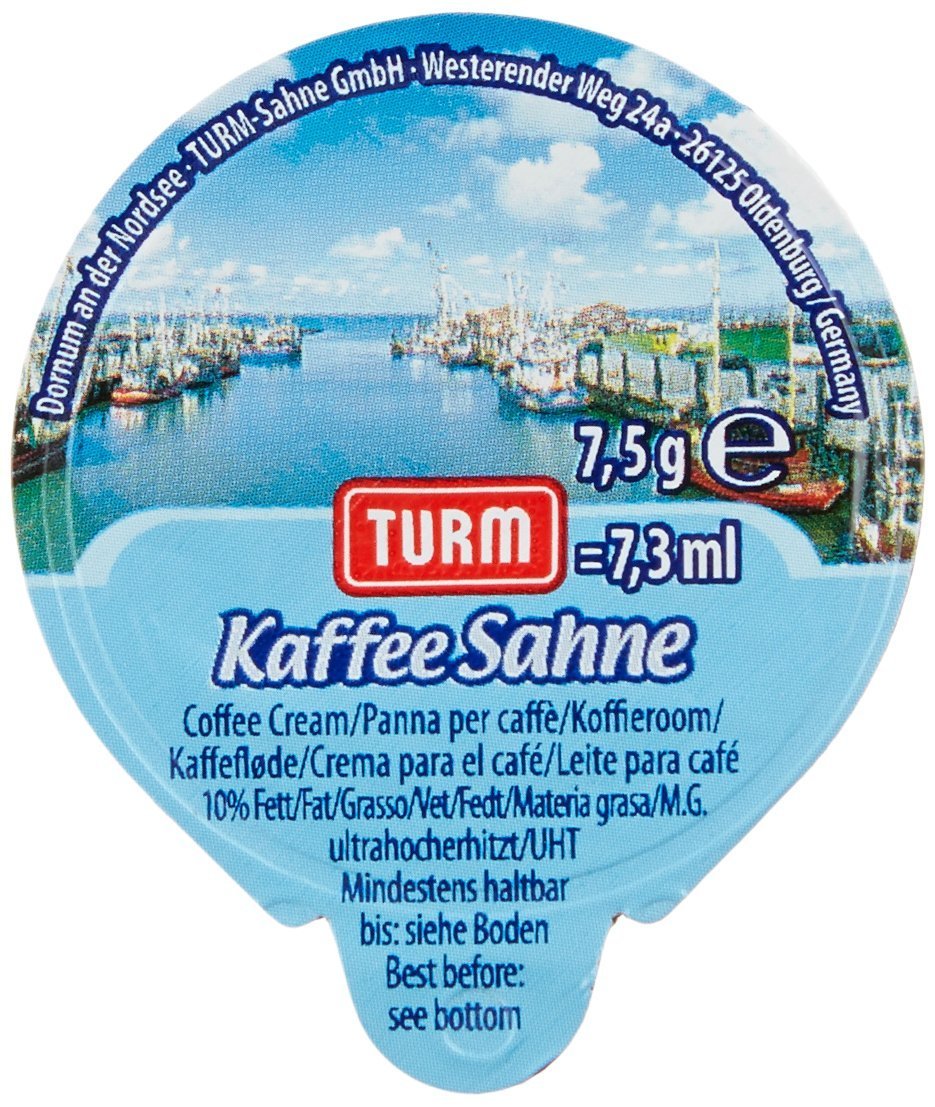 Dornum an der Nordsee · TURM-Sahne GmbH · Westerender Weg 24a · 26125 Oldenburg / Germany
7,5 g e
TURM
=7,3 ml
Kaffee Sahne
Coffee Cream/Panna per caffè/Koffieroom/
Kaffefløde/Crema para el café/Leite para café
10% Fett/Fat/Grasso/Vet/Fedt/Materia grasa/M.G.
ultrahocherhitzt/UHT
Mindestens haltbar
bis: siehe Boden
Best before:
see bottom